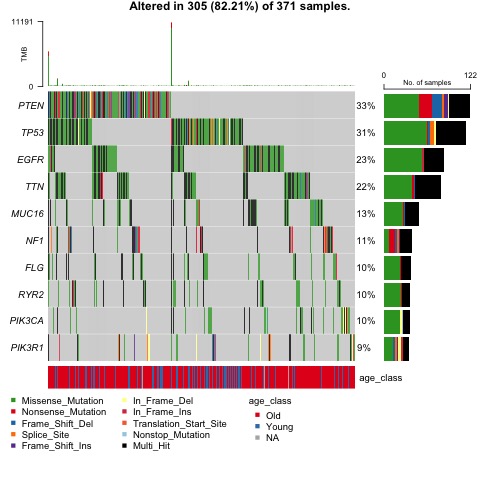 Altered in 305 (82.21%) of 371 samples.
11191
TMB
0
0 122
No. of samples
PTEN 33%
TP53 31%
EGFR 23%
TTN 22%
MUC16 13%
NF1 11%
FLG 10%
RYR2 10%
PIK3CA 10%
PIK3R1 9%
age_class
Missense_Mutation
Nonsense_Mutation
Frame_Shift_Del
Splice_Site
Frame_Shift_Ins
In_Frame_Del
In_Frame_Ins
Translation_Start_Site
Nonstop_Mutation
Multi_Hit
age_class
Old
Young
NA